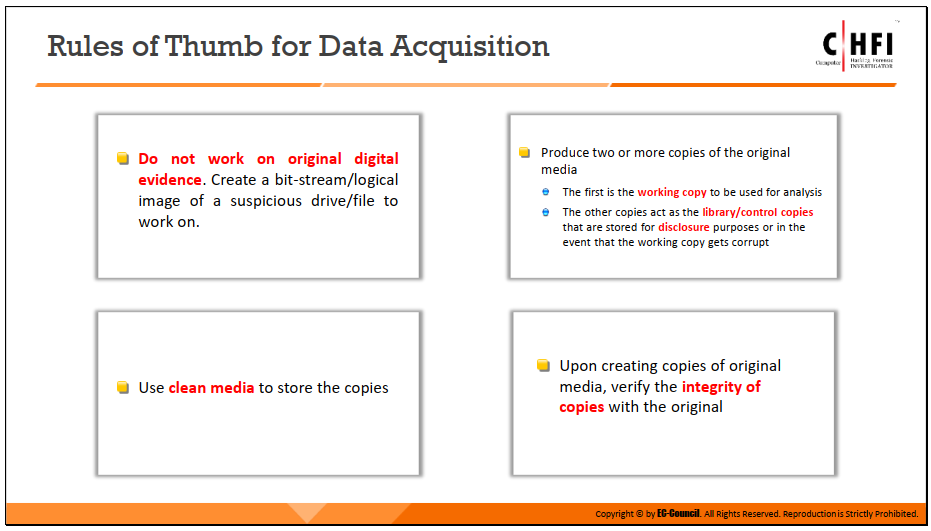 Rules of Thumb for Data Acquisition
CHFI
Computer
Hacking Forensic
INVESTIGATOR
Do not work on original digital
evidence. Create a bit-stream/logical
image of a suspicious drive/file to
work on.
Produce two or more copies of the original
media
The first is the working copy to be used for analysis
The other copies act as the library/control copies
that are stored for disclosure purposes or in the
event that the working copy gets corrupt
Use clean media to store the copies
Upon creating copies of original
media, verify the integrity of
copies with the original
Copyright © by EC-Council. All Rights Reserved. Reproduction is Strictly Prohibited.